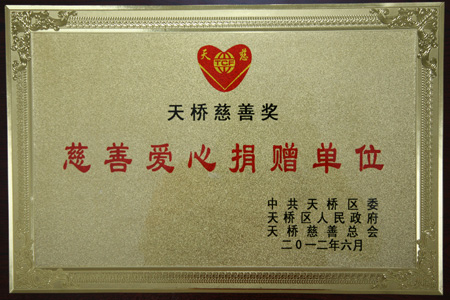 天 慈
TCF
天桥慈善奖
慈善爱心捐赠单位
中共天桥区委
天桥区人民政府
天桥慈善总会
二0一二年六月